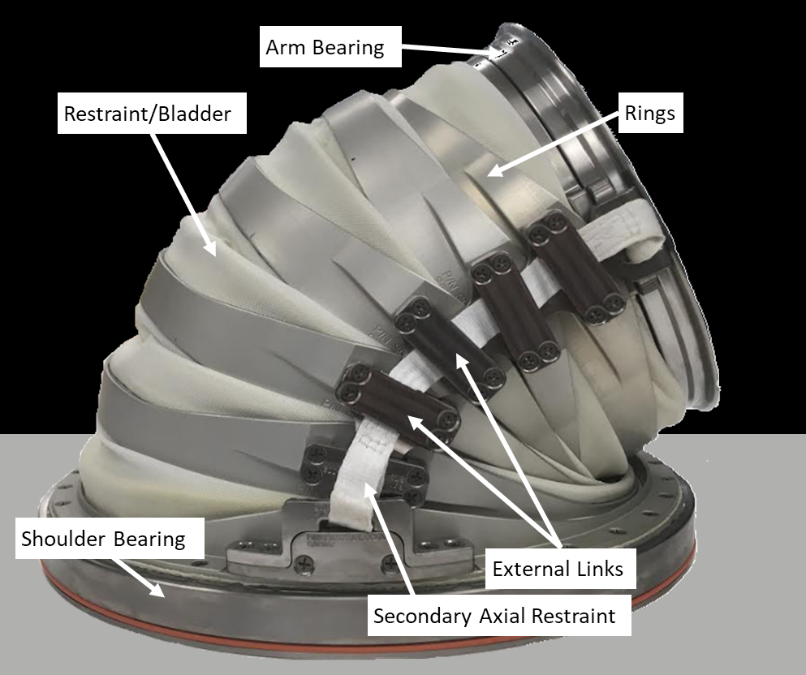 Arm Bearing
Restraint/Bladder
Rings
Shoulder Bearing
External Links
Secondary Axial Restraint